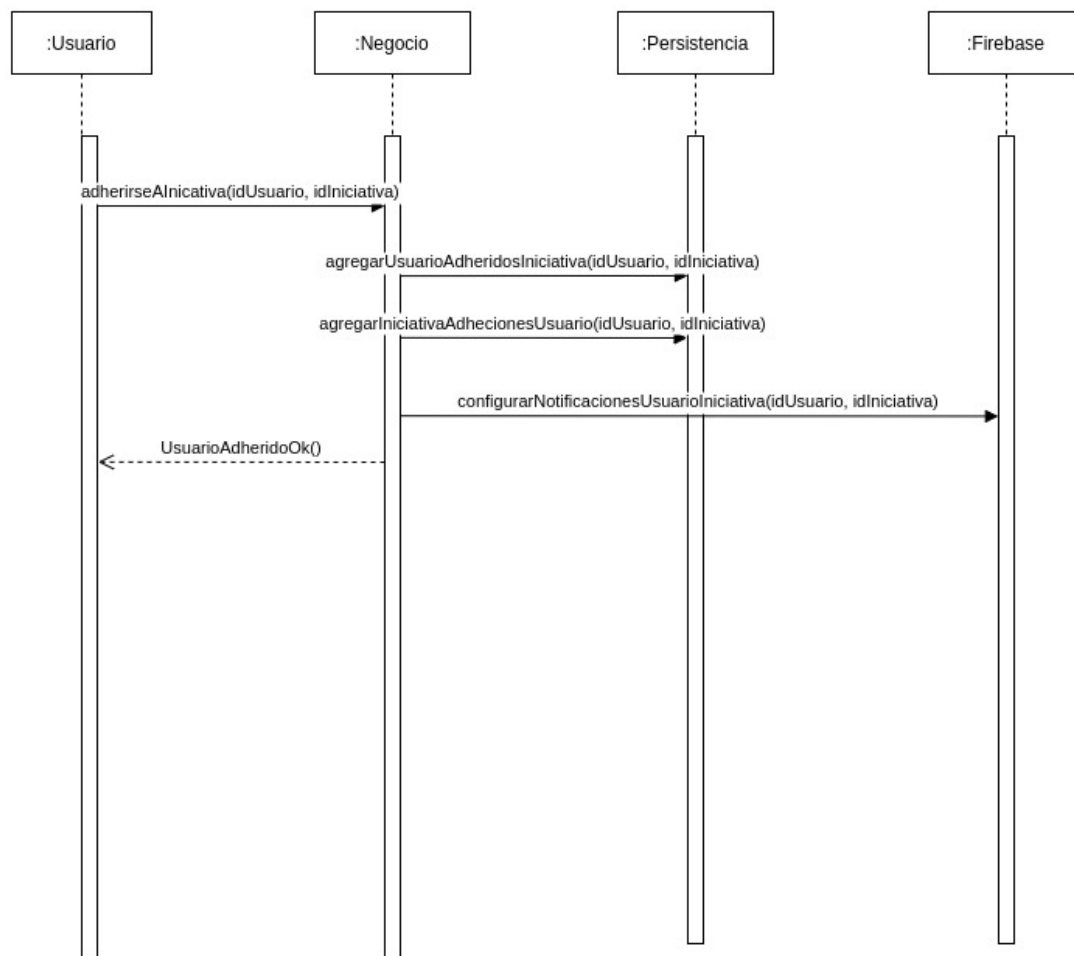 :Usuario
:Negocio
:Persistencia
:Firebase
adherirseAInicativa(idUsuario, idIniciativa)
agregarUsuarioAdheridosIniciativa(idUsuario, idIniciativa)
agregarIniciativaAdhecionesUsuario(idUsuario, idIniciativa)
configurarNotificacionesUsuarioIniciativa(idUsuario, idIniciativa)
UsuarioAdheridoOk()